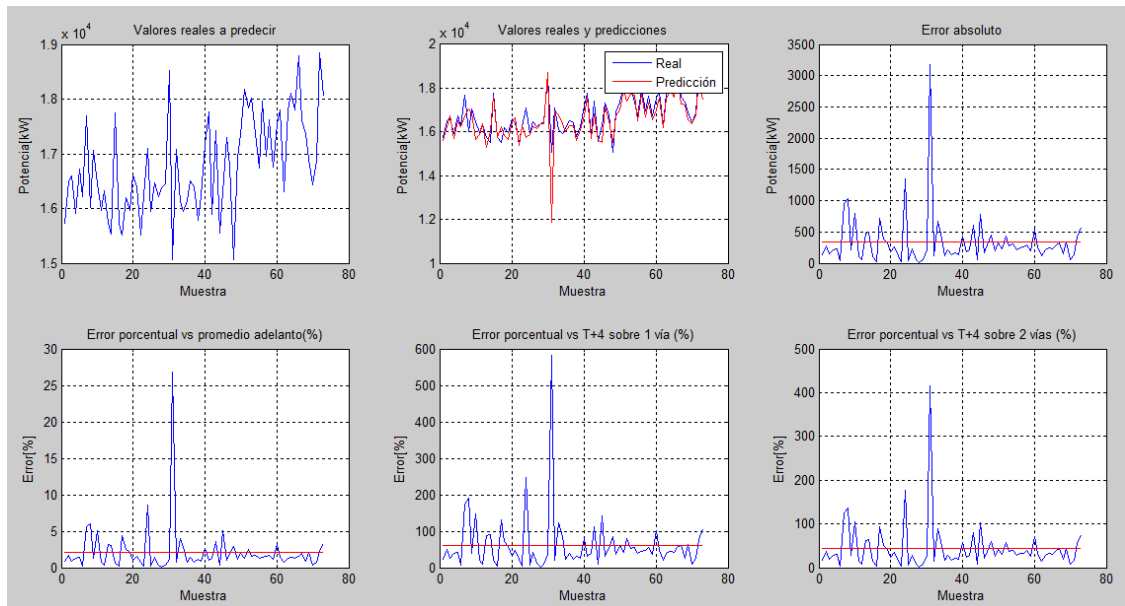 Valores reales a predecir
x 10^4
1.9
1.8
1.7
1.6
1.5
Potencia[kW]
0 20 40 60 80
Muestra
Valores reales y predicciones
x 10^4
2
1.8
1.6
1.4
1.2
1
Potencia[kW]
Real
Predicción
0 20 40 60 80
Muestra
Error absoluto
3500
3000
2500
2000
1500
1000
500
0
0 20 40 60 80
Muestra
Error porcentual vs promedio adelanto(%)
30
25
20
15
10
5
0
Error[%]
0 20 40 60 80
Muestra
Error porcentual vs T+4 sobre 1 vía (%)
600
500
400
300
200
100
0
Error[%]
0 20 40 60 80
Muestra
Error porcentual vs T+4 sobre 2 vías (%)
500
400
300
200
100
0
Error[%]
0 20 40 60 80
Muestra